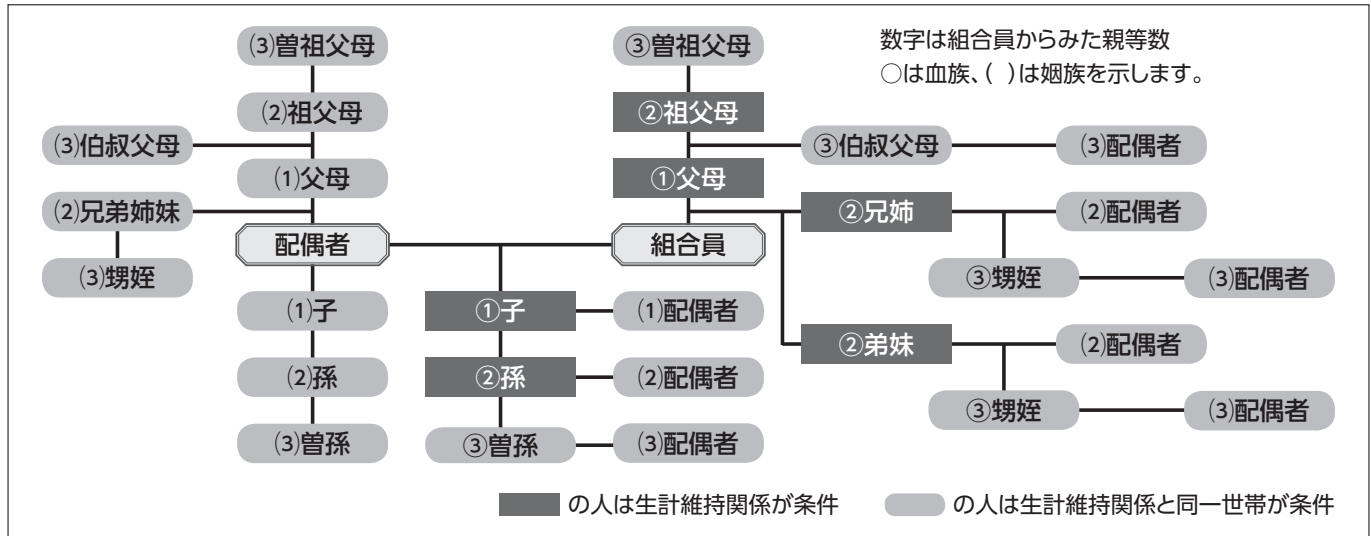 (3)曽祖父母
③曽祖父母
数字は組合員からみた親等数
○は血族、( )は姻族を示します。
(2)祖父母
②祖父母
(3)伯叔父母
③伯叔父母
(3)配偶者
(1)父母
①父母
(2)兄弟姉妹
②兄姉
(2)配偶者
配偶者
組合員
(3)甥姪
③甥姪
(3)配偶者
(1)子
①子
(1)配偶者
②弟妹
(2)配偶者
(2)孫
②孫
(2)配偶者
③甥姪
(3)配偶者
(3)曽孫
③曽孫
(3)配偶者
の人は生計維持関係が条件
の人は生計維持関係と同一世帯が条件